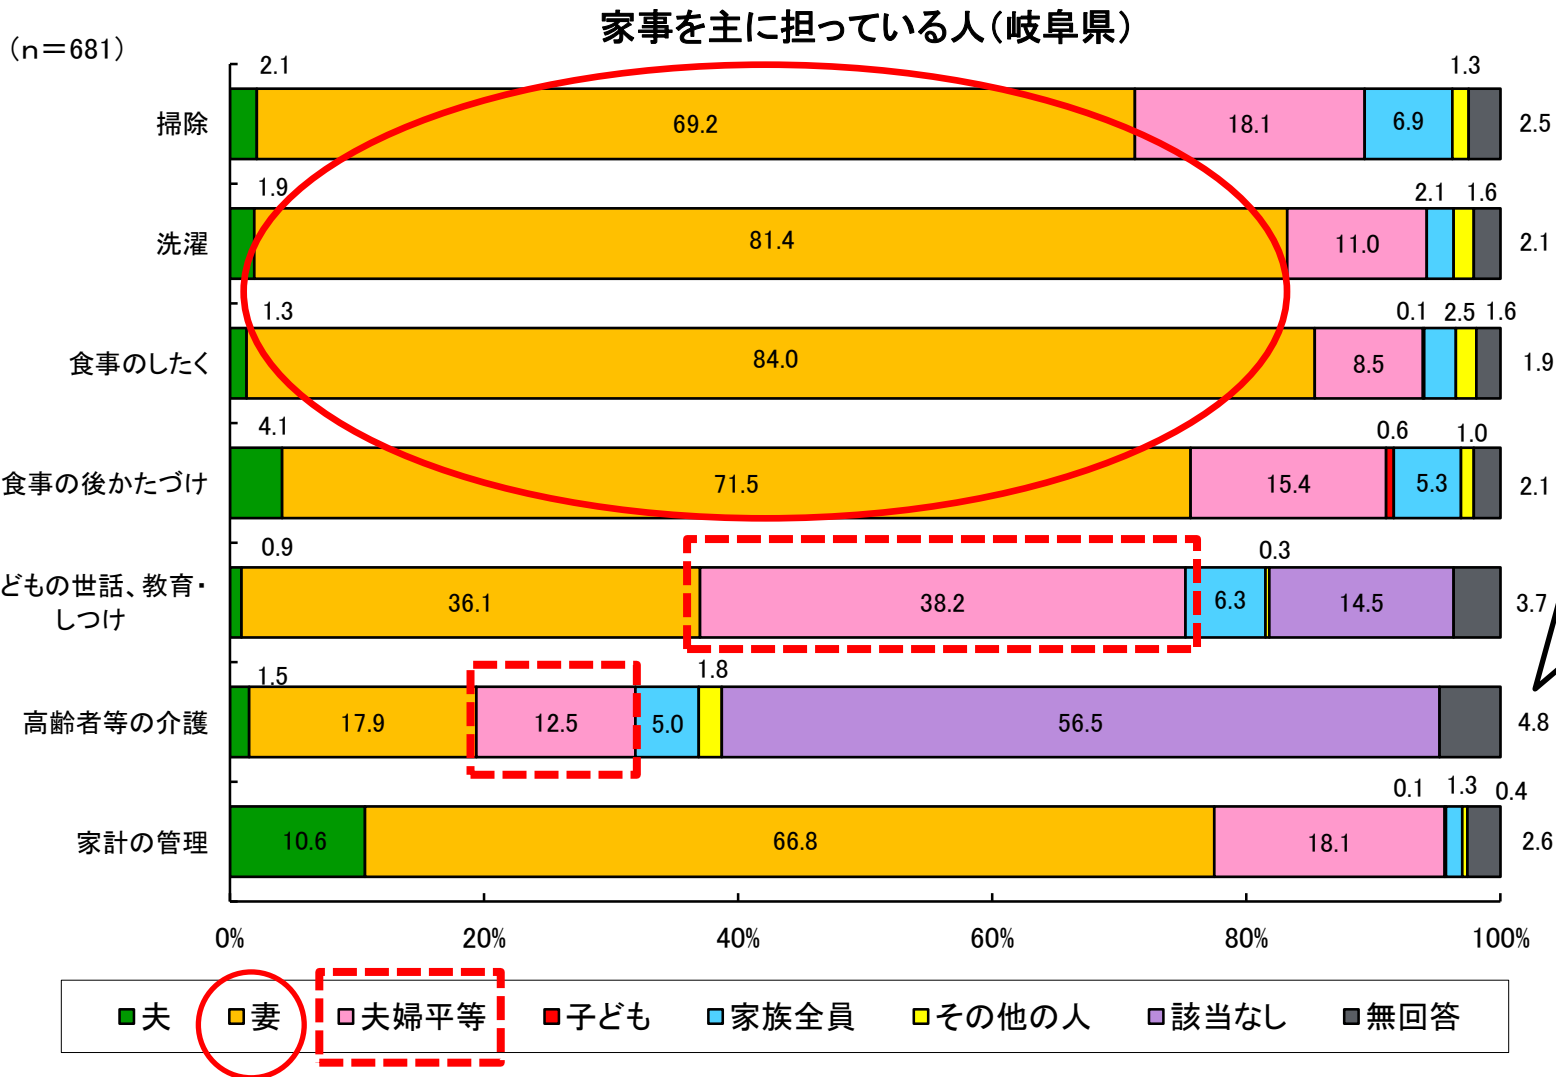 家事を主に担っている人(岐阜県)
(n=681)
2.1 1.3
掃除 69.2 18.1 6.9 2.5
1.9 2.1 1.6
洗濯 81.4 11.0 2.1
1.3 0.1 2.5 1.6
食事のしたく 84.0 8.5 1.9
4.1 0.6 1.0
食事の後かたづけ 71.5 15.4 5.3 2.1
0.9 0.3
どもの世話、教育・
しつけ 36.1 38.2 6.3 14.5 3.7
1.5 1.8
高齢者等の介護 17.9 12.5 5.0 56.5 4.8
0.1 1.3 0.4
家計の管理 10.6 66.8 18.1 2.6
0% 20% 40% 60% 80% 100%
夫 妻 夫婦平等 子ども 家族全員 その他の人 該当なし 無回答